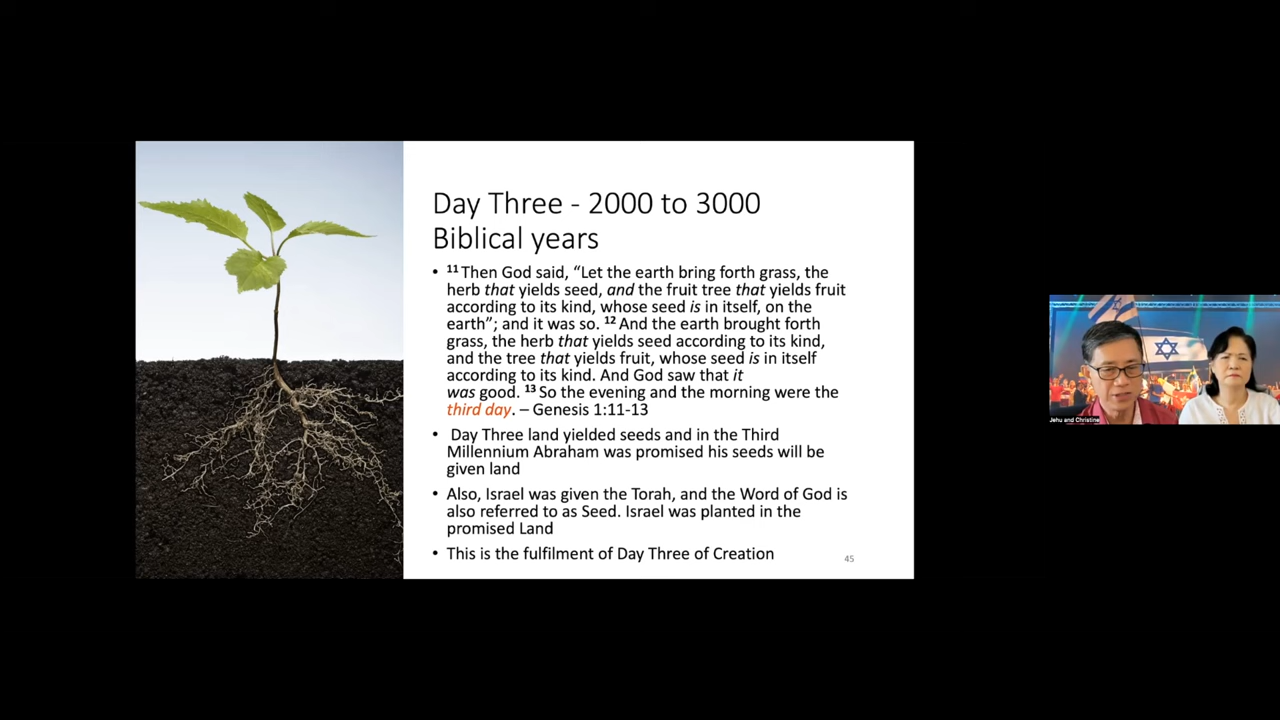 Day Three - 2000 to 3000
Biblical years
• 11 Then God said, “Let the earth bring forth grass, the
herb that yields seed, and the fruit tree that yields fruit
according to its kind, whose seed is in itself, on the
earth”; and it was so. 12 And the earth brought forth
grass, the herb that yields seed according to its kind,
and the tree that yields fruit, whose seed is in itself
according to its kind. And God saw that it
was good. 13 So the evening and the morning were the
third day. – Genesis 1:11-13
• Day Three land yielded seeds and in the Third
Millennium Abraham was promised his seeds will be
given land
• Also, Israel was given the Torah, and the Word of God is
also referred to as Seed. Israel was planted in the
promised Land
• This is the fulfilment of Day Three of Creation
45
Jehu and Christine